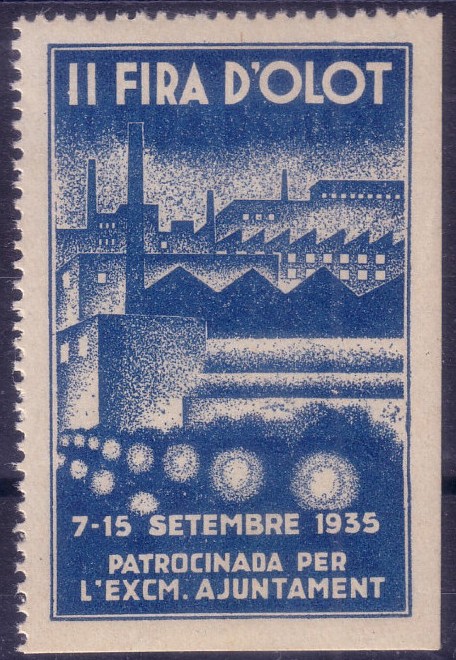 II FIRA D'OLOT
7-15 SETEMBRE 1935
PATROCINADA PER
L'EXCM. AJUNTAMENT